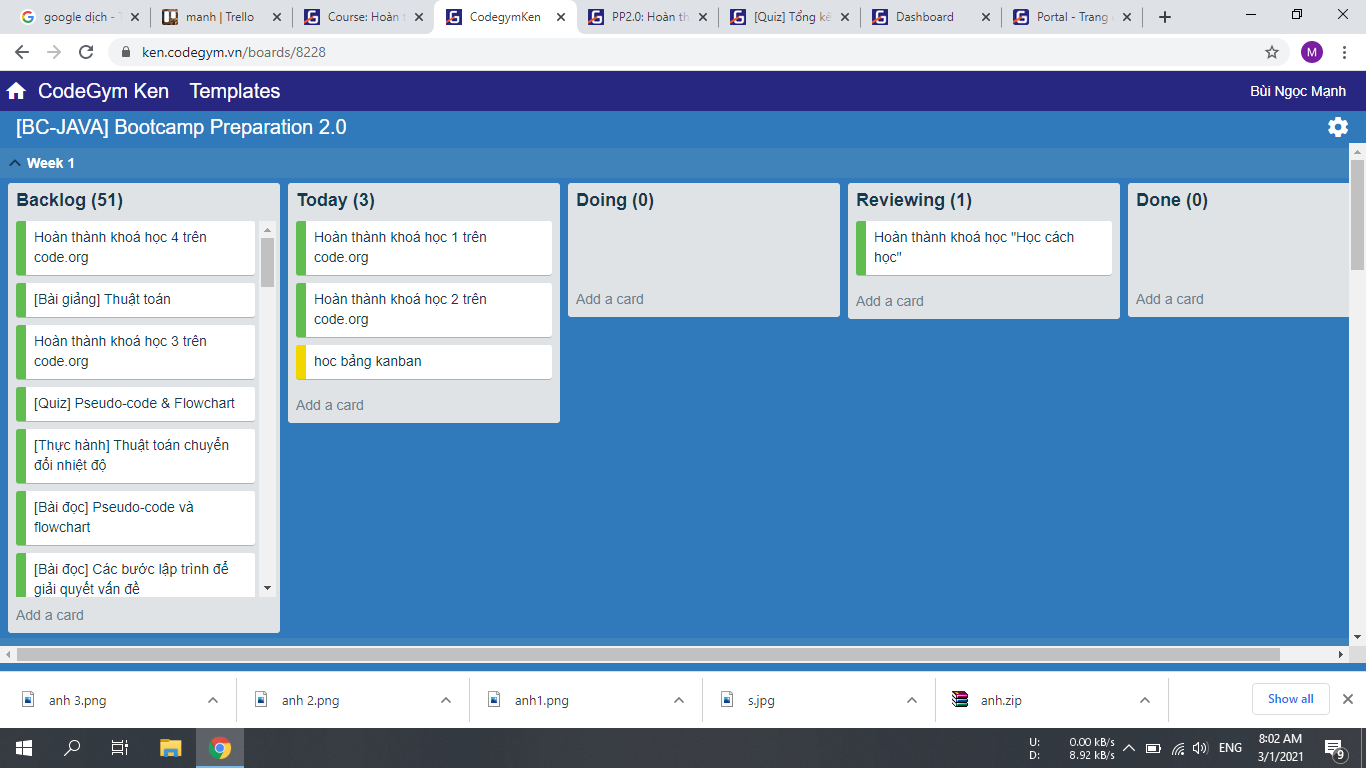 google dịch - T
manh | Trello
Course: Hoàn t
CodegymKen
PP2.0: Hoàn th
[Quiz] Tổng kế
Dashboard
Portal - Trang
ken.codegym.vn/boards/8228
M
CodeGym Ken
Templates
Bùi Ngọc Mạnh
[BC-JAVA] Bootcamp Preparation 2.0
Week 1
Backlog (51)
Hoàn thành khoá học 4 trên
code.org
[Bài giảng] Thuật toán
Hoàn thành khoá học 3 trên
code.org
[Quiz] Pseudo-code & Flowchart
[Thực hành] Thuật toán chuyển
đổi nhiệt độ
[Bài đọc] Pseudo-code và
flowchart
[Bài đọc] Các bước lập trình để
giải quyết vấn đề
Add a card
Today (3)
Hoàn thành khoá học 1 trên
code.org
Hoàn thành khoá học 2 trên
code.org
hoc bảng kanban
Add a card
Doing (0)
Add a card
Reviewing (1)
Hoàn thành khoá học "Học cách
học"
Add a card
Done (0)
Add a card
anh 3.png
anh 2.png
anh1.png
s.jpg
anh.zip
Show all
U: 0.00 kB/s
D: 8.92 kB/s
ENG
8:02 AM
3/1/2021
9